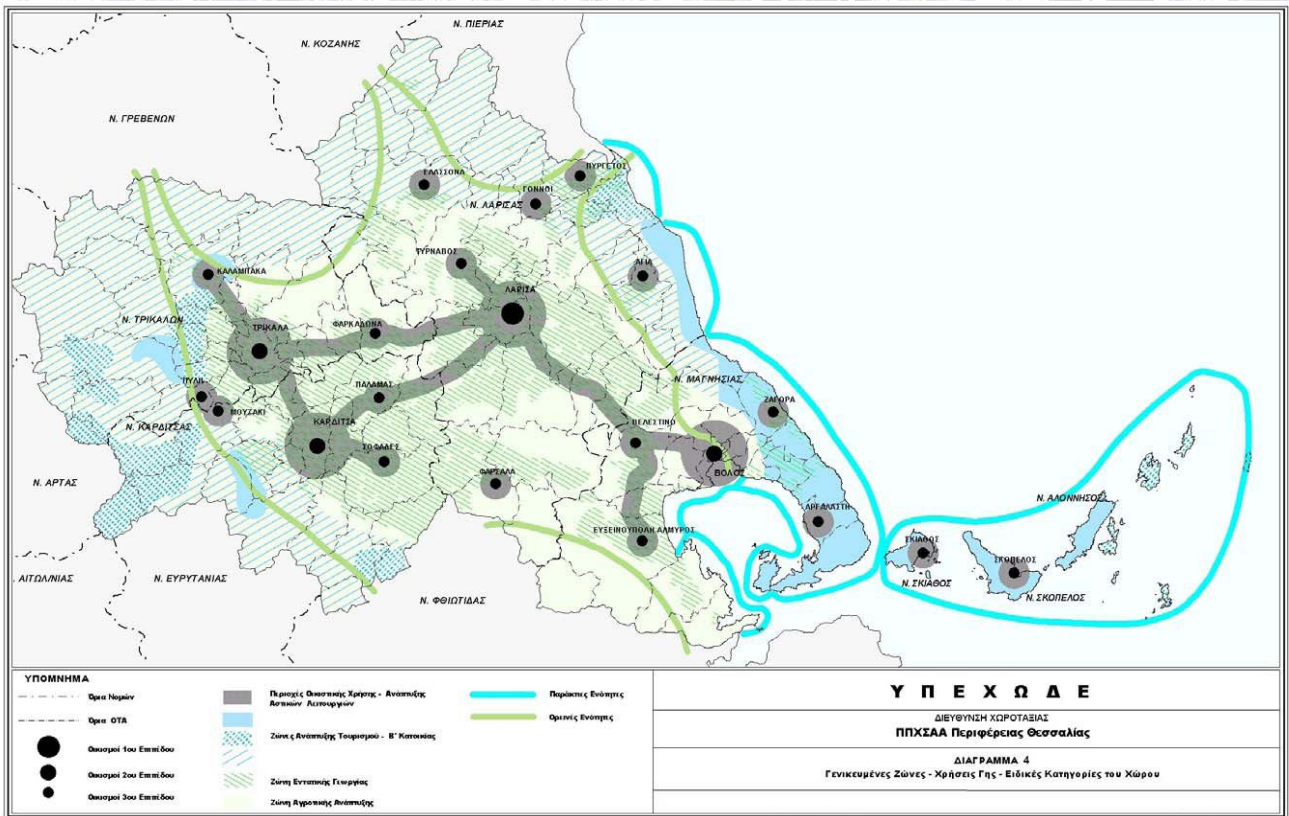 Ν. ΠΙΕΡΙΑΣ
Ν. ΚΟΖΑΝΗΣ
Ν. ΓΡΕΒΕΝΩΝ
ΠΥΡΓΕΤΟΣ
ΕΛΑΣΣΟΝΑ
ΓΟΝΝΟΙ
Ν. ΛΑΡΙΣΑΣ
ΤΥΡΝΑΒΟΣ
ΑΓΙΑ
ΚΑΛΑΜΠΑΚΑ
ΛΑΡΙΣΑ
Ν. ΤΡΙΚΑΛΩΝ
ΤΡΙΚΑΛΑ
ΦΑΡΚΑΔΩΝΑ
Ν. ΜΑΓΝΗΣΙΑΣ
ΠΥΛΗ
ΜΟΥΖΑΚΙ
ΠΑΛΑΜΑΣ
ΖΑΓΟΡΑ
Ν. ΚΑΡΔΙΤΣΑΣ
ΚΑΡΔΙΤΣΑ
ΣΟΦΑΔΕΣ
ΒΕΛΕΣΤΙΝΟ
ΒΟΛΟΣ
Ν. ΑΡΤΑΣ
ΦΑΡΣΑΛΑ
Ν. ΑΛΟΝΝΗΣΟΣ
ΑΡΓΑΛΑΣΤΗ
ΕΥΞΕΙΝΟΥΠΟΛΗ ΑΛΜΥΡΟΣ
ΣΚΙΑΘΟΣ
ΣΚΟΠΕΛΟΣ
Ν. ΣΚΙΑΘΟΣ
Ν. ΣΚΟΠΕΛΟΣ
ΑΙΤΩΛ/ΝΙΑΣ
Ν. ΕΥΡΥΤΑΝΙΑΣ
Ν. ΦΘΙΩΤΙΔΑΣ
ΥΠΟΜΝΗΜΑ
Όρια Νομών
Όρια ΟΤΑ
Οικισμοί 1ου Επιπέδου
Οικισμοί 2ου Επιπέδου
Οικισμοί 3ου Επιπέδου
Περιοχές Οικιστικής Χρήσης - Ανάπτυξης
Αστικών Λειτουργιών
Ζώνες Ανάπτυξης Τουρισμού - Β' Κατοικίας
Ζώνη Εντατικής Γεωργίας
Ζώνη Αγροτικής Ανάπτυξης
Παράκτιες Ενότητες
Ορεινές Ενότητες
Υ Π Ε Χ Ω Δ Ε
ΔΙΕΥΘΥΝΣΗ ΧΩΡΟΤΑΞΙΑΣ
ΠΠΧΣΑΑ Περιφέρειας Θεσσαλίας
ΔΙΑΓΡΑΜΜΑ 4
Γενικευμένες Ζώνες - Χρήσεις Γης - Ειδικές Κατηγορίες του Χώρου